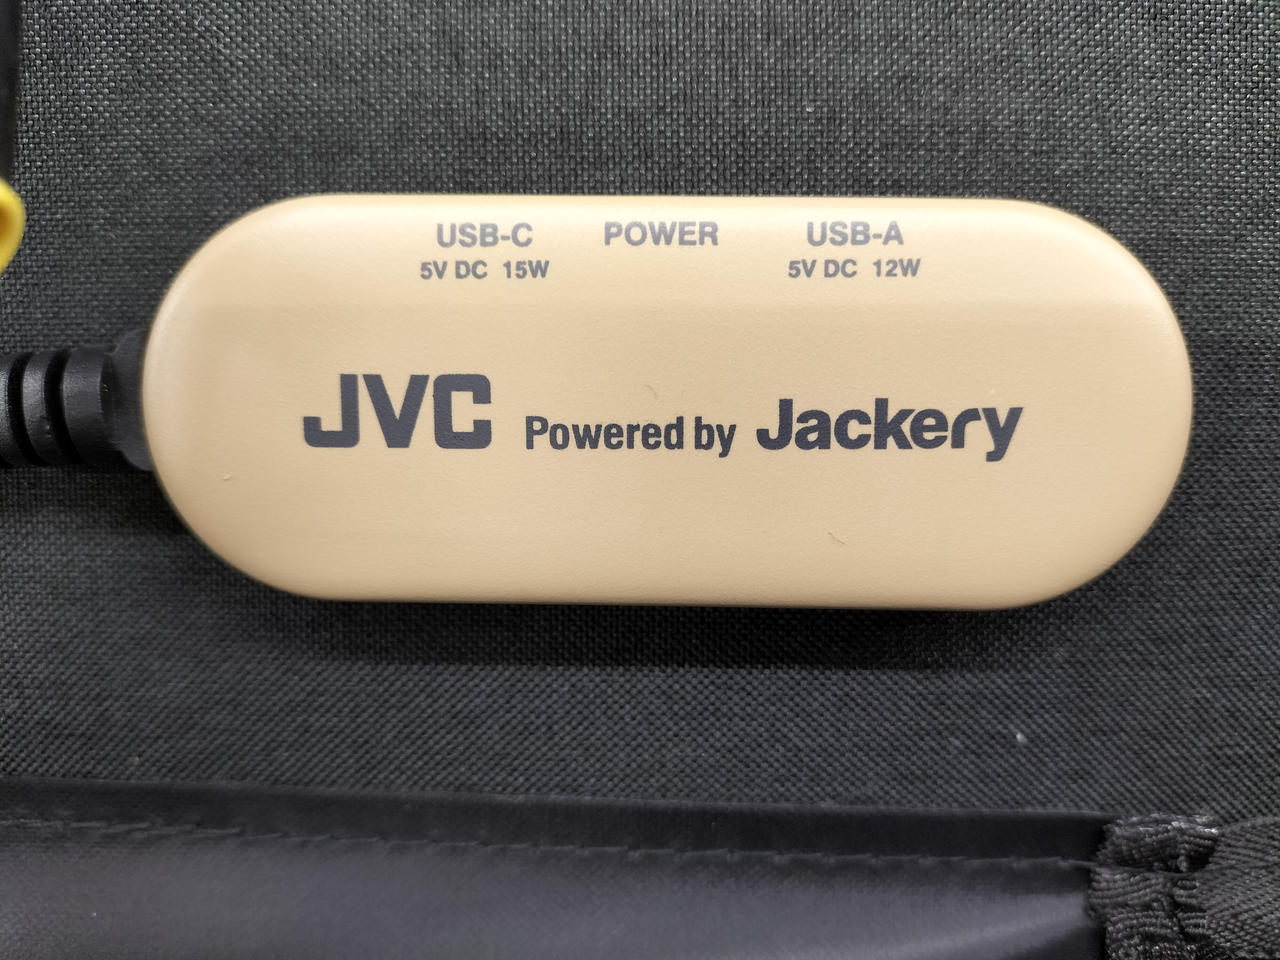 USB-C POWER USB-A
5V DC 15W 5V DC 12W
JVC Powered by Jackery